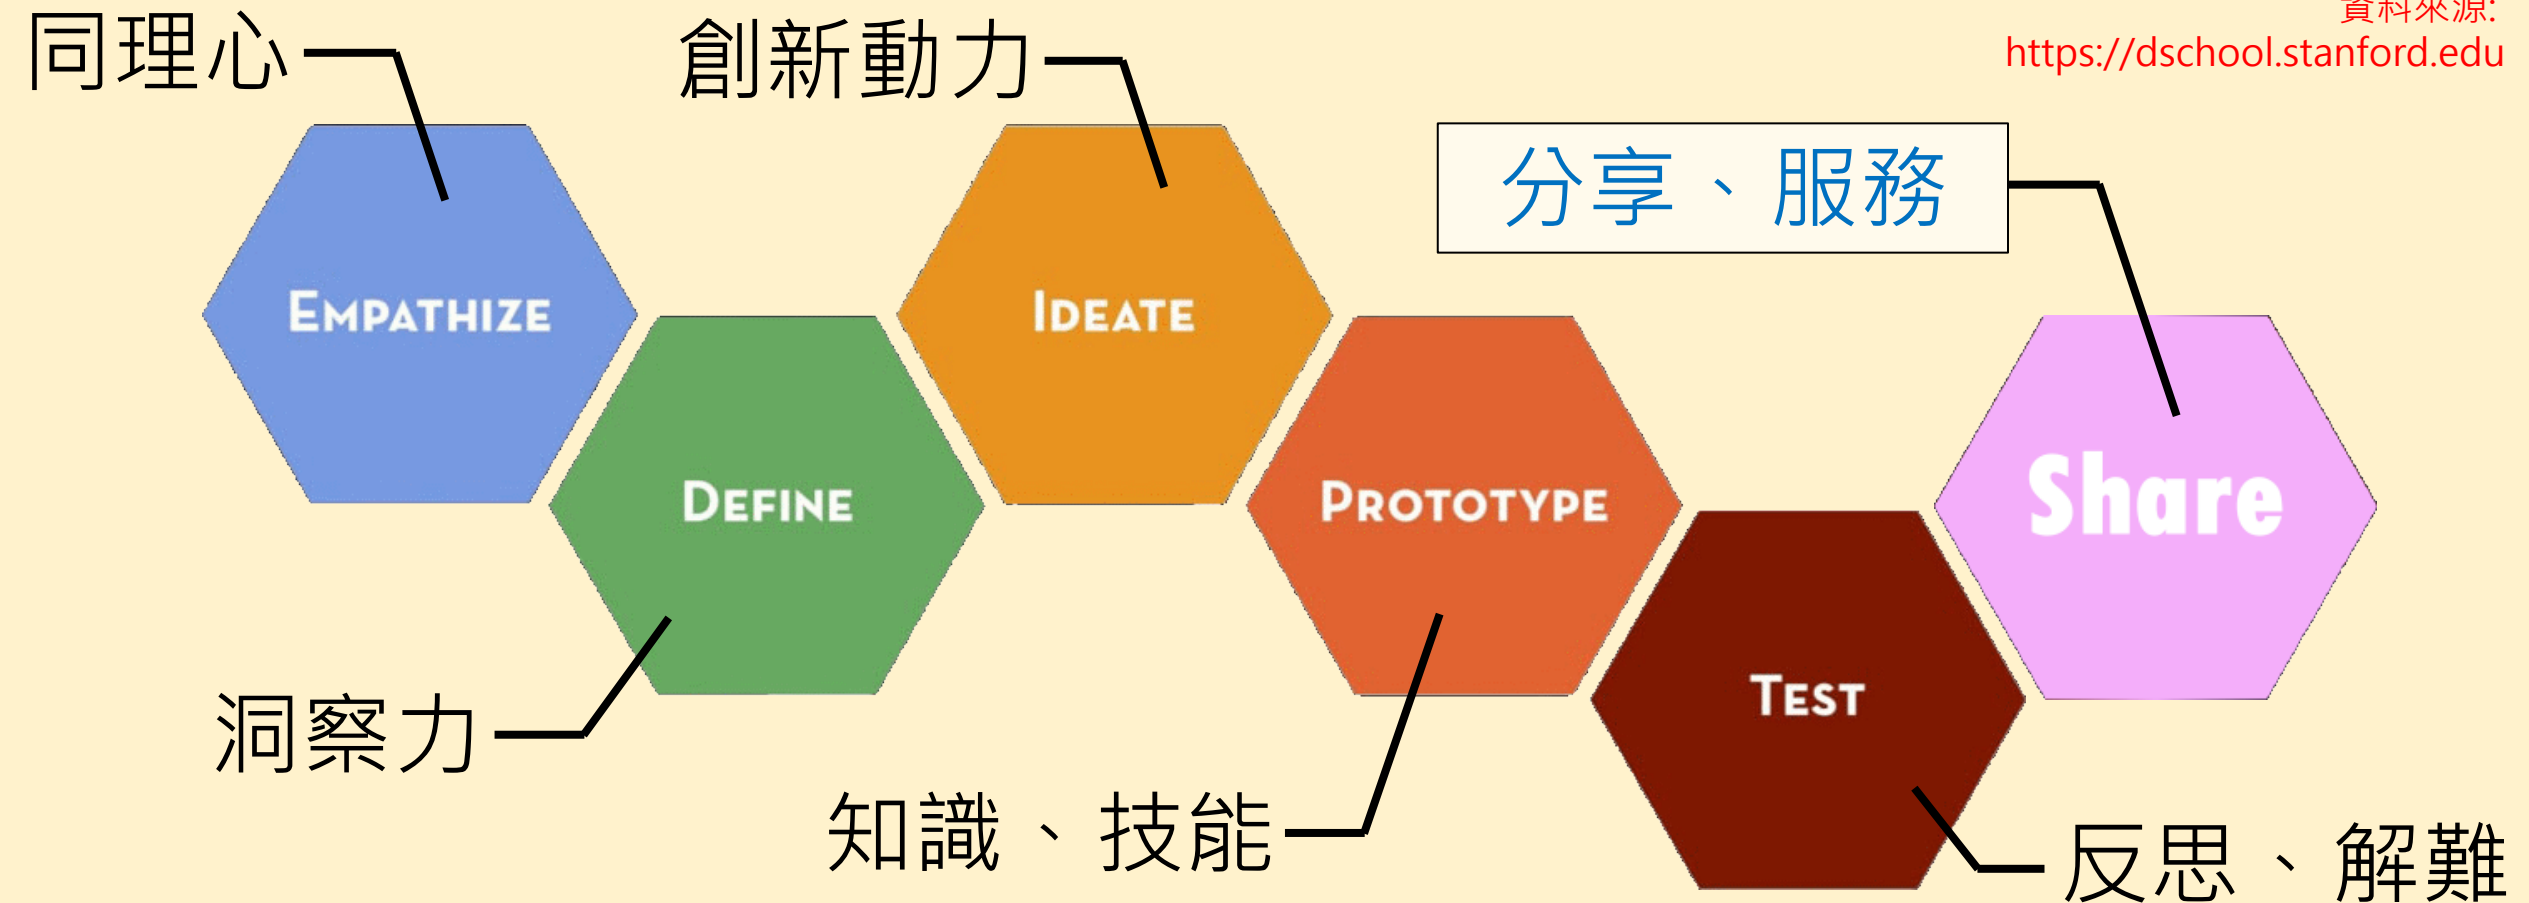 同理心
創新動力
資料來源:
https://dschool.stanford.edu
分享、服務
EMPATHIZE
IDEATE
DEFINE
PROTOTYPE
Share
TEST
洞察力
知識、技能
反思、解難